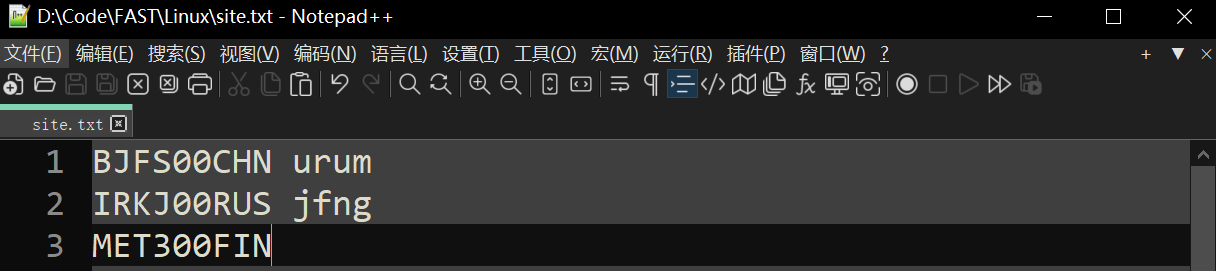 D:\Code\FAST\Linux\site.txt - Notepad++
文件(F) 编辑(E) 搜索(S) 视图(V) 编码(N) 语言(L) 设置(T) 工具(O) 宏(M) 运行(R) 插件(P) 窗口(W) ?
site.txt
1 BJFS00CHN urum
2 IRKJ00RUS jfng
3 MET300FIN